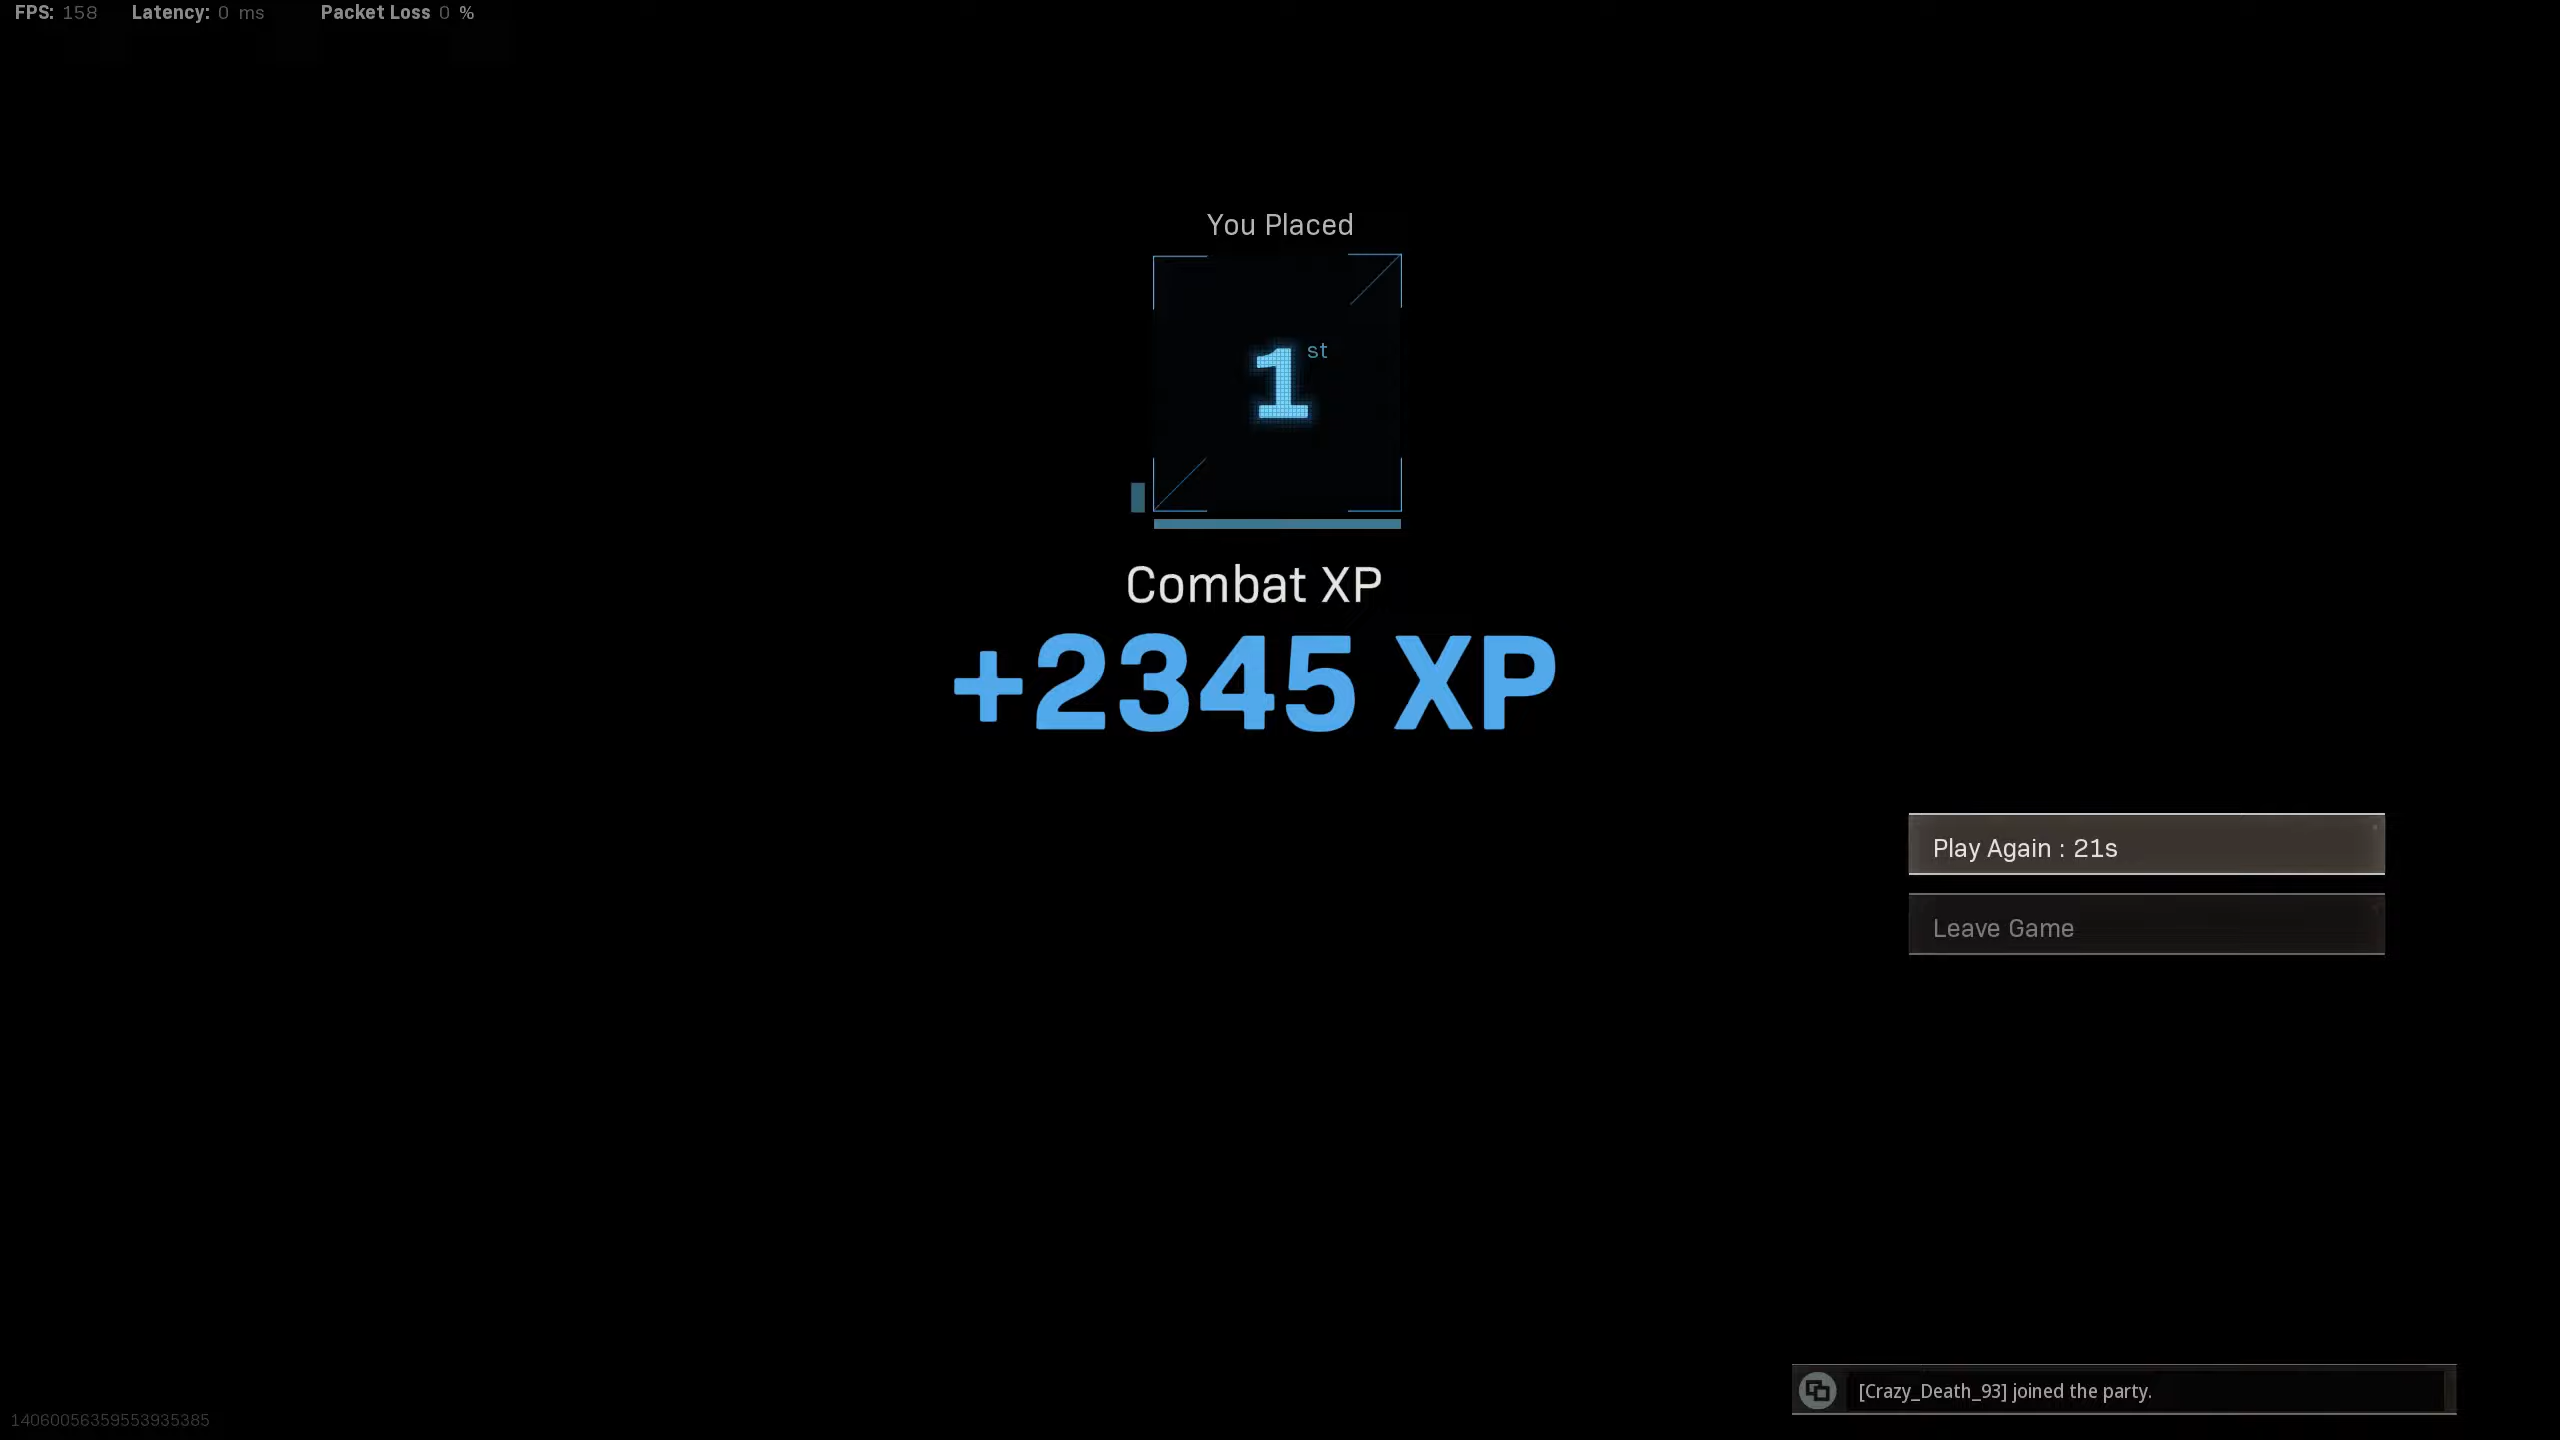 FPS: 158 Latency: 0 ms Packet Loss 0 %
You Placed
1st
Combat XP
+2345 XP
Play Again : 21s
Leave Game
[Crazy_Death_93] joined the party.
14060056359553935385